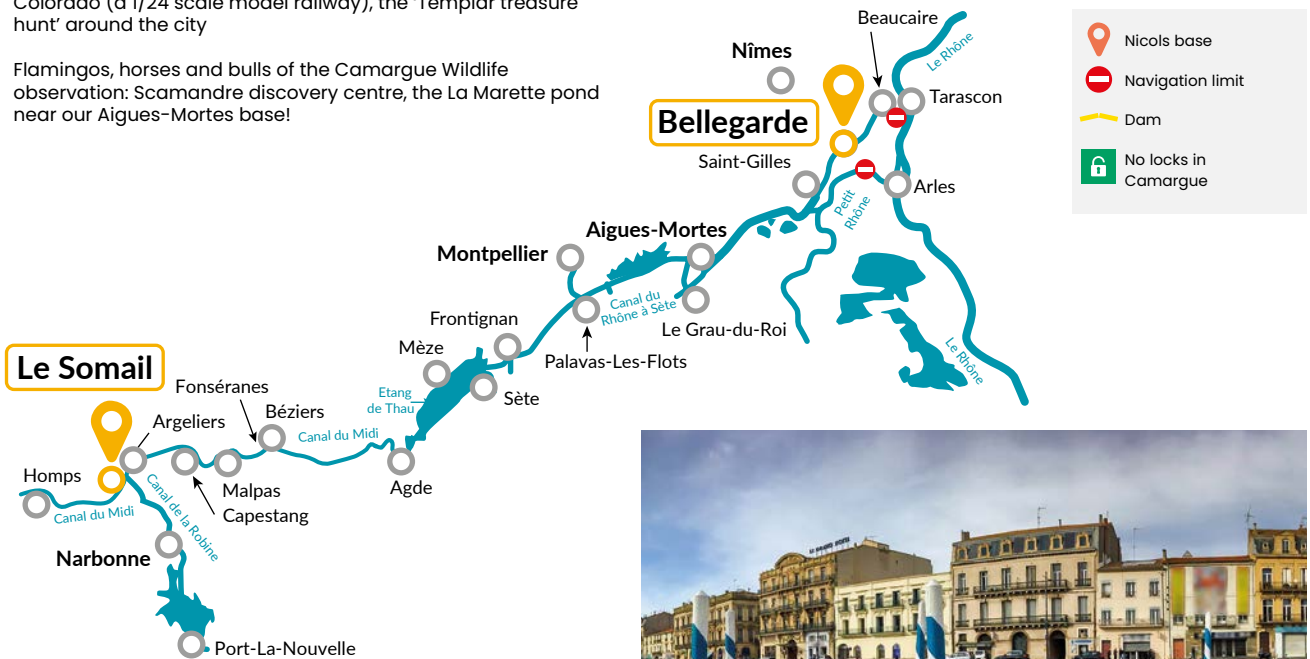 Colorado (a 1/24 scale model railway), the 'Templar treasure
hunt' around the city
Flamingos, horses and bulls of the Camargue Wildlife
observation: Scamandre discovery centre, the La Marette pond
near our Aigues-Mortes base!
Beaucaire
Le Rhône
Nîmes
Tarascon
Bellegarde
Saint-Gilles
Arles
Petit
Rhône
Aigues-Mortes
Montpellier
Canal du
Rhône à Sète
Le Grau-du-Roi
Frontignan
Palavas-Les-Flots
Le Rhône
Mèze
Sète
Le Somail
Fonséranes
Etang
de Thau
Béziers
Argeliers
Canal du Midi
Homps
Agde
Malpas
Capestang
Canal du Midi
Canal de la Robine
Narbonne
Port-La-Nouvelle
Nicols base
Navigation limit
Dam
No locks in
Camargue